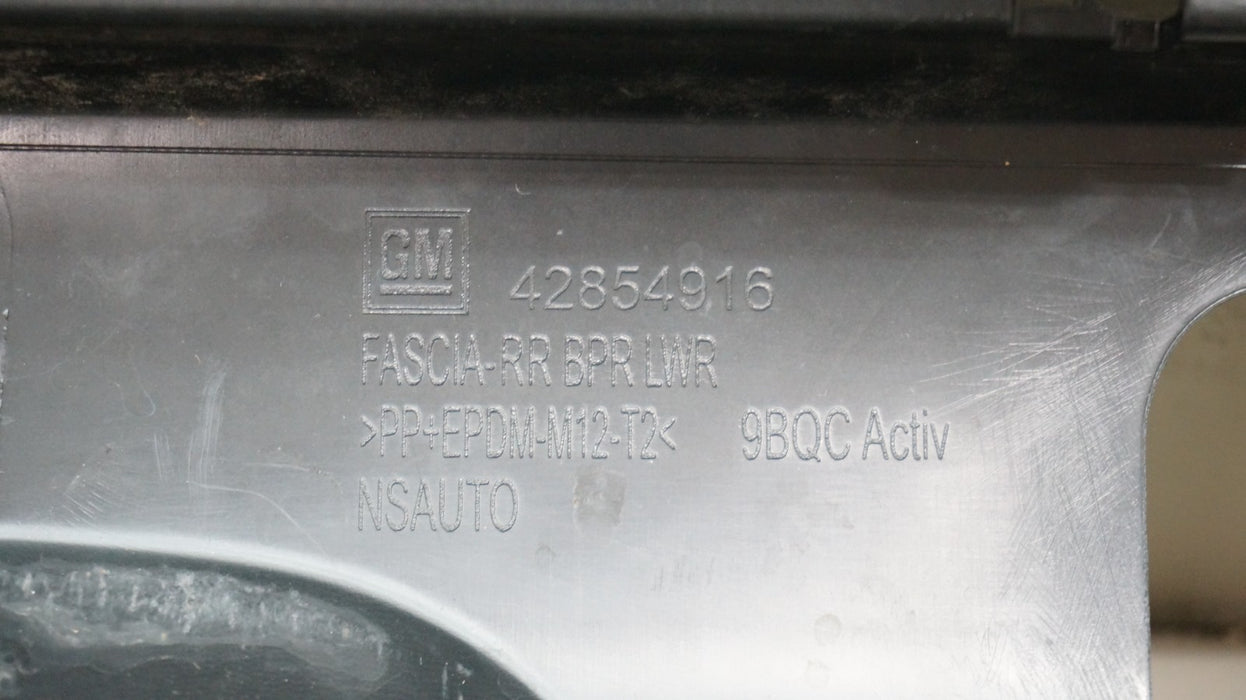 GM 42854916
FASCIA-RR BPR LWR
>PP+EPDM-M12-T2< 9BQC Activ
NSAUTO